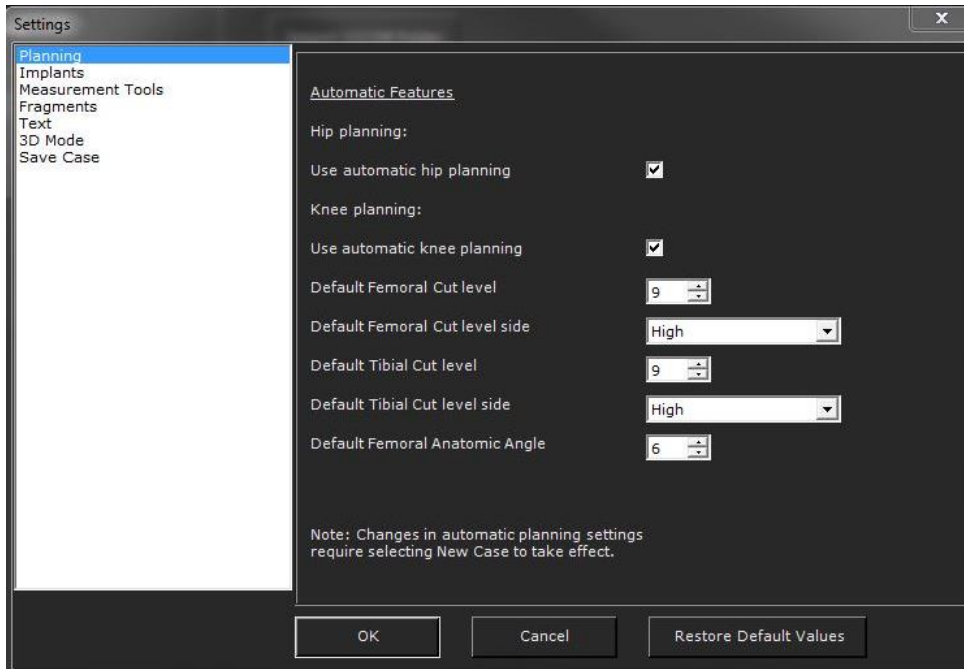 Settings
x
Planning
Implants
Measurement Tools
Fragments
Text
3D Mode
Save Case
Automatic Features
Hip planning:
Use automatic hip planning
Knee planning:
Use automatic knee planning
Default Femoral Cut level
9
Default Femoral Cut level side
High
Default Tibial Cut level
9
Default Tibial Cut level side
High
Default Femoral Anatomic Angle
6
Note: Changes in automatic planning settings
require selecting New Case to take effect.
OK
Cancel
Restore Default Values